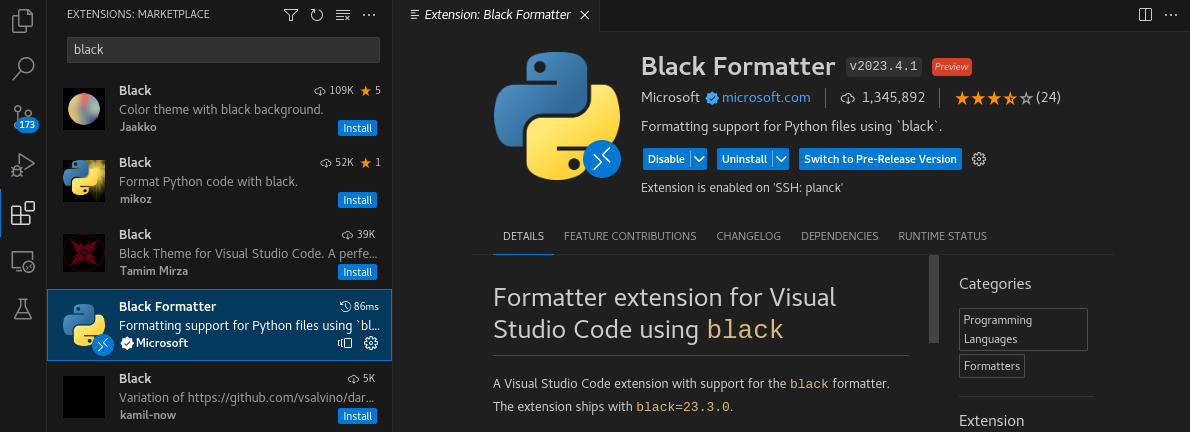 EXTENSIONS: MARKETPLACE
black
Black 109K 5
Color theme with black background.
Jaakko Install
Black 52K 1
Format Python code with black.
mikoz Install
Black 39K
Black Theme for Visual Studio Code. A perfe...
Tamim Mirza Install
Black Formatter 86ms
Formatting support for Python files using `bl...
Microsoft
Black 5K
Variation of https://github.com/vsalvino/dar...
kamil-now Install
173
Extension: Black Formatter
Black Formatter v2023.4.1 Preview
Microsoft microsoft.com 1,345,892 (24)
Formatting support for Python files using `black`.
Disable Uninstall Switch to Pre-Release Version
Extension is enabled on 'SSH: planck'
DETAILS FEATURE CONTRIBUTIONS CHANGELOG DEPENDENCIES RUNTIME STATUS
Formatter extension for Visual
Studio Code using black
A Visual Studio Code extension with support for the black formatter.
The extension ships with black=23.3.0.
Categories
Programming
Languages
Formatters
Extension